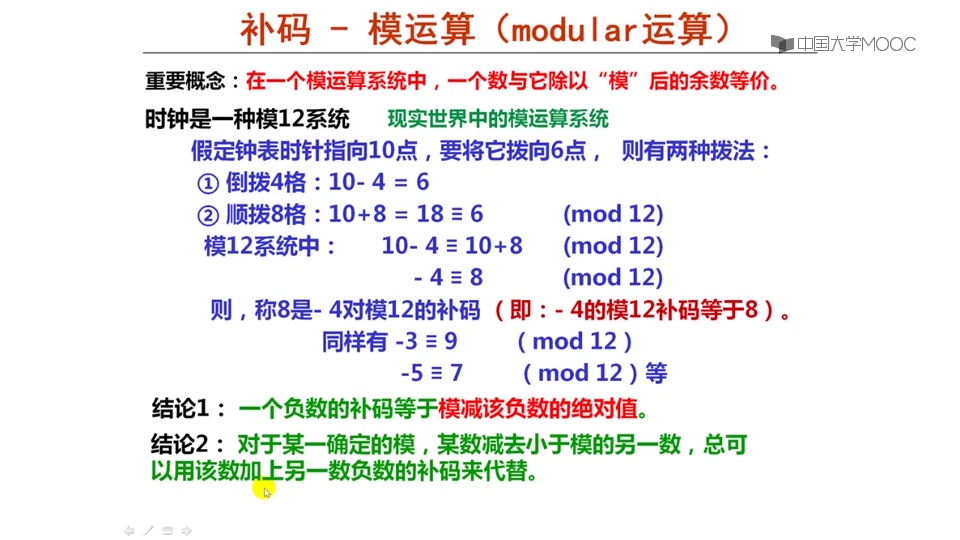 补码 - 模运算（modular运算）
中国大学MOOC
重要概念：在一个模运算系统中，一个数与它除以“模”后的余数等价。
时钟是一种模12系统 现实世界中的模运算系统
假定钟表时针指向10点，要将它拨向6点， 则有两种拨法：
① 倒拨4格：10- 4 = 6
② 顺拨8格：10+8 = 18 ≡ 6 (mod 12)
模12系统中： 10- 4 ≡ 10+8 (mod 12)
- 4 ≡ 8 (mod 12)
则，称8是- 4对模12的补码（即：- 4的模12补码等于8）。
同样有 -3 ≡ 9 （mod 12）
-5 ≡ 7 （mod 12）等
结论1： 一个负数的补码等于模减该负数的绝对值。
结论2： 对于某一确定的模，某数减去小于模的另一数，总可
以用该数加上另一数负数的补码来代替。